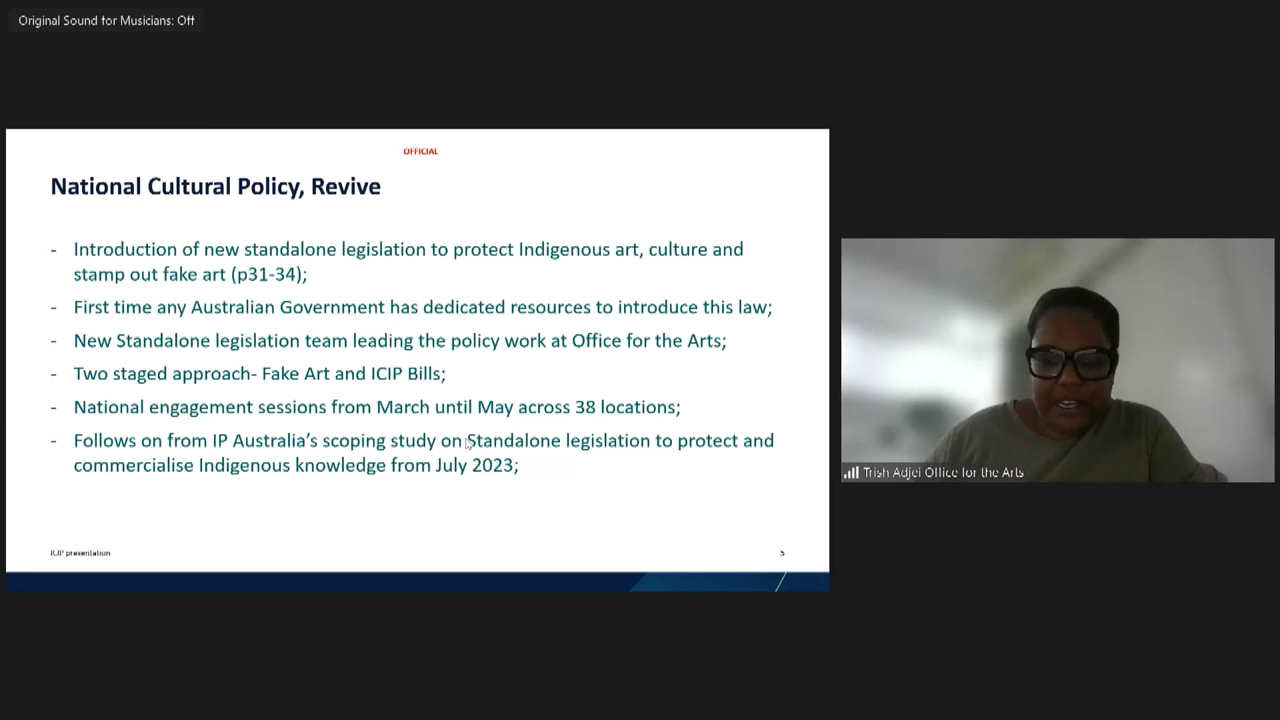 Original Sound for Musicians: Off
OFFICIAL
National Cultural Policy, Revive
- Introduction of new standalone legislation to protect Indigenous art, culture and
stamp out fake art (p31-34);
- First time any Australian Government has dedicated resources to introduce this law;
- New Standalone legislation team leading the policy work at Office for the Arts;
- Two staged approach- Fake Art and ICIP Bills;
- National engagement sessions from March until May across 38 locations;
- Follows on from IP Australia's scoping study on Standalone legislation to protect and
commercialise Indigenous knowledge from July 2023;
ICIP presentation
5
Trish Adjei Office for the Arts